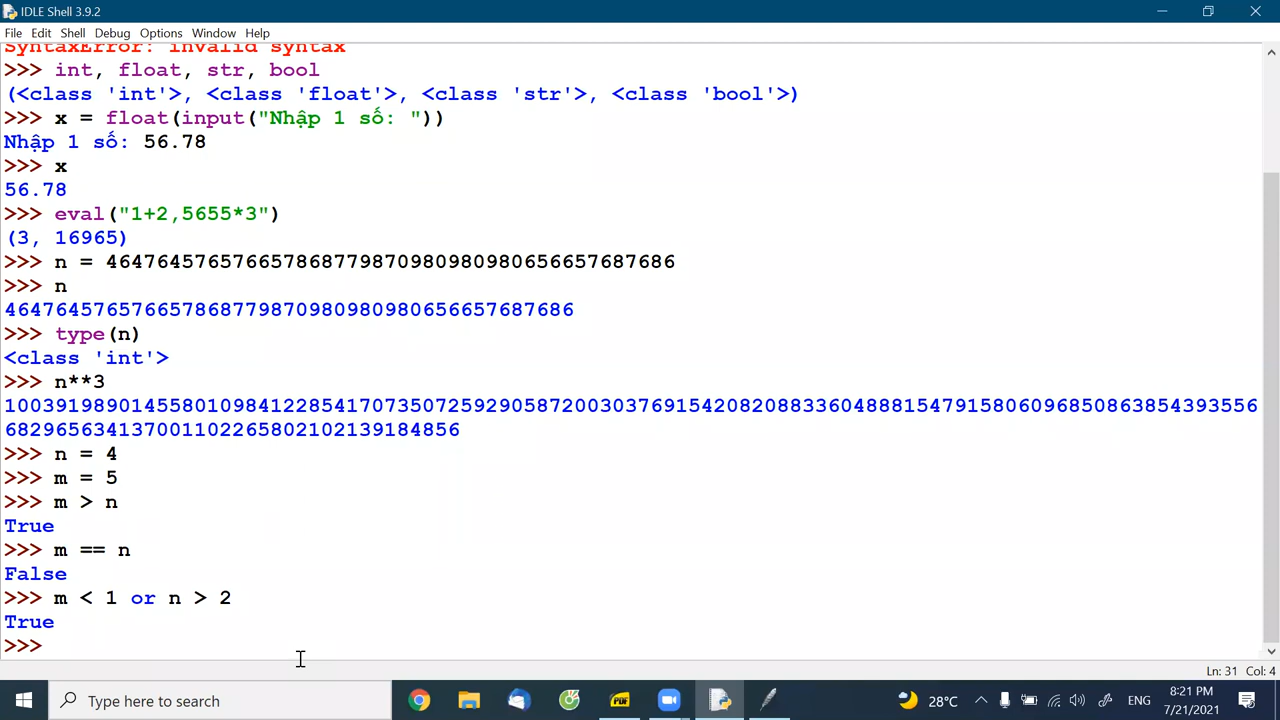 IDLE Shell 3.9.2
File Edit Shell Debug Options Window Help
SyntaxError: invalid syntax
>>> int, float, str, bool
(<class 'int'>, <class 'float'>, <class 'str'>, <class 'bool'>)
>>> x = float(input("Nhập 1 số: "))
Nhập 1 số: 56.78
>>> x
56.78
>>> eval("1+2,5655*3")
(3, 16965)
>>> n = 464764576576657868779870980980980656657687686
>>> n
464764576576657868779870980980980656657687686
>>> type(n)
<class 'int'>
>>> n**3
100391989014558010984122854170735072592905872003037691542082088336048881547915806096850863854393556
682965634137001102265802102139184856
>>> n = 4
>>> m = 5
>>> m > n
True
>>> m == n
False
>>> m < 1 or n > 2
True
>>>
Ln: 31 Col: 4
Type here to search
PDF
28°C
ENG
8:21 PM
7/21/2021